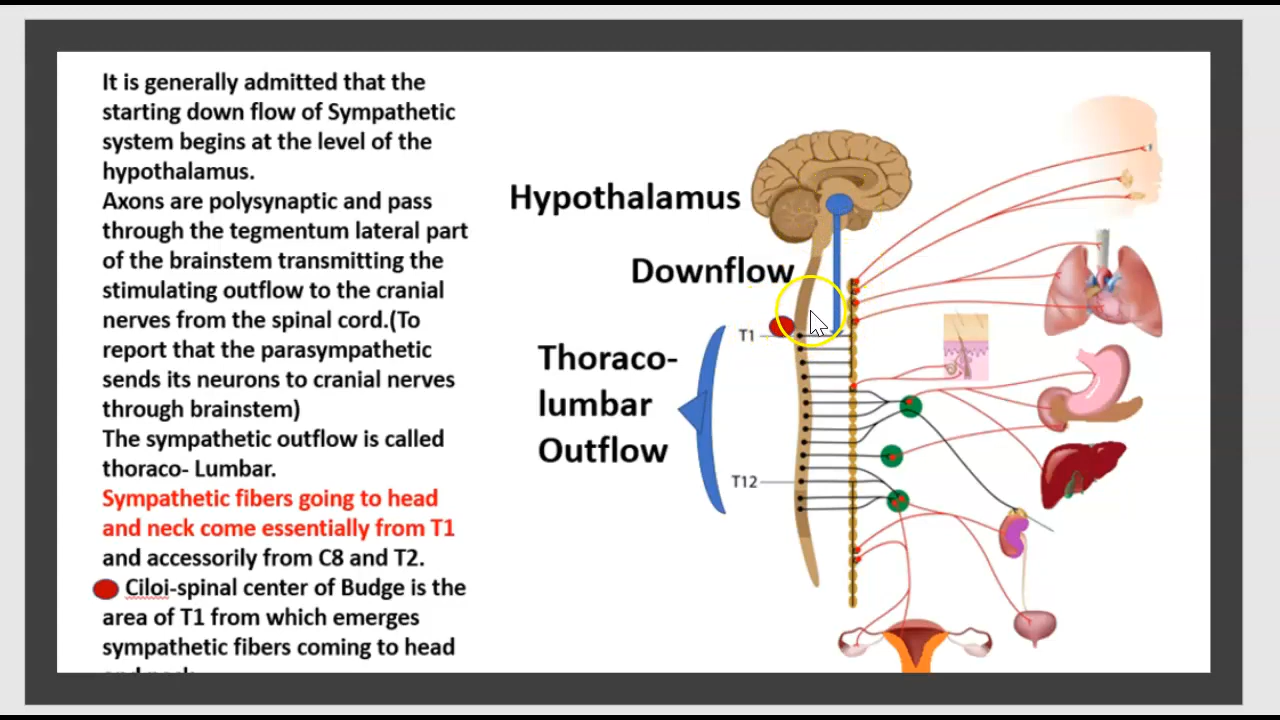 It is generally admitted that the
starting down flow of Sympathetic
system begins at the level of the
hypothalamus.
Axons are polysynaptic and pass
through the tegmentum lateral part
of the brainstem transmitting the
stimulating outflow to the cranial
nerves from the spinal cord.(To
report that the parasympathetic
sends its neurons to cranial nerves
through brainstem)
The sympathetic outflow is called
thoraco- Lumbar.
Sympathetic fibers going to head
and neck come essentially from T1
and accessorily from C8 and T2.
Ciloi-spinal center of Budge is the
area of T1 from which emerges
sympathetic fibers coming to head
Hypothalamus
Downflow
T1
Thoraco-
lumbar
Outflow
T12